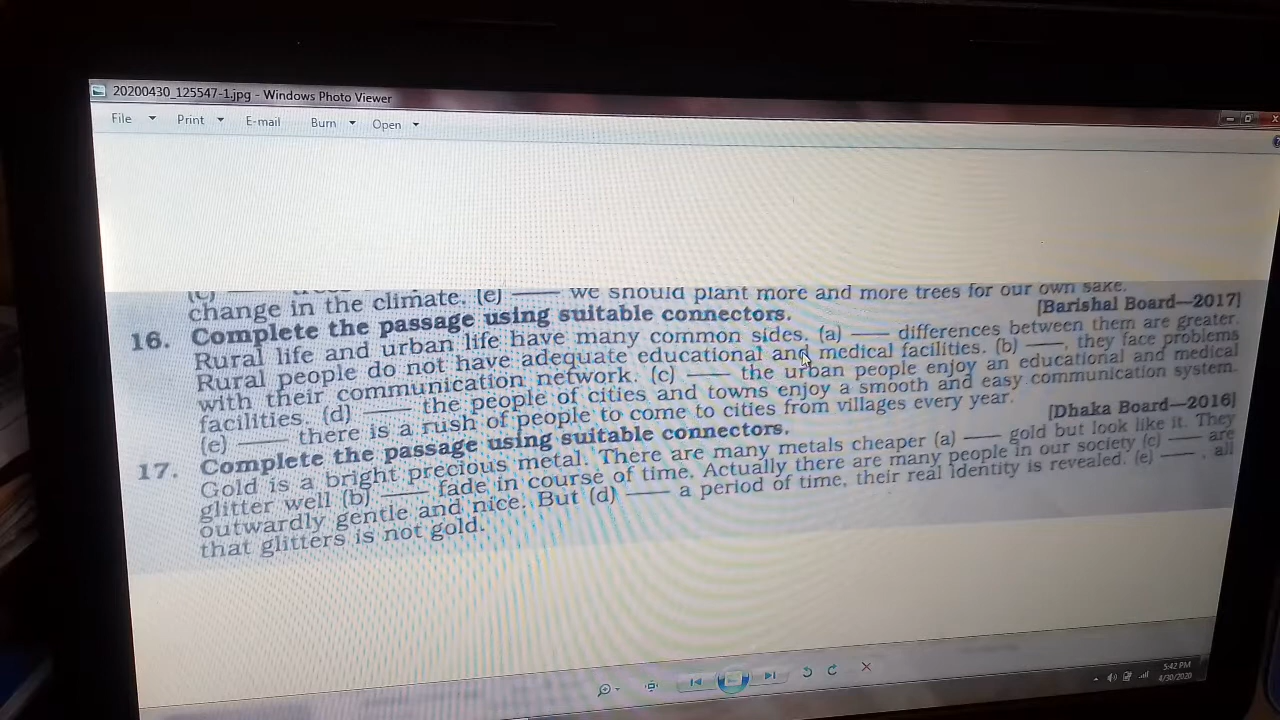 20200430_125547-1.jpg - Windows Photo Viewer
File Print E-mail Burn Open
change in the climate. (e) —— we should plant more and more trees for our own sake.
[Barishal Board—2017]
16. Complete the passage using suitable connectors.
Rural life and urban life have many common sides. (a) —— differences between them are greater.
Rural people do not have adequate educational and medical facilities. (b) ——, they face problems
with their communication network. (c) —— the urban people enjoy an educational and medical
facilities. (d) —— the people of cities and towns enjoy a smooth and easy communication system.
(e) —— there is a rush of people to come to cities from villages every year.
[Dhaka Board—2016]
17. Complete the passage using suitable connectors.
Gold is a bright precious metal. There are many metals cheaper (a) —— gold but look like it. They
glitter well (b) —— fade in course of time. Actually there are many people in our society (c) —— are
outwardly gentle and nice. But (d) —— a period of time, their real identity is revealed. (e) ——, all
that glitters is not gold.
5:42 PM
4/30/2020